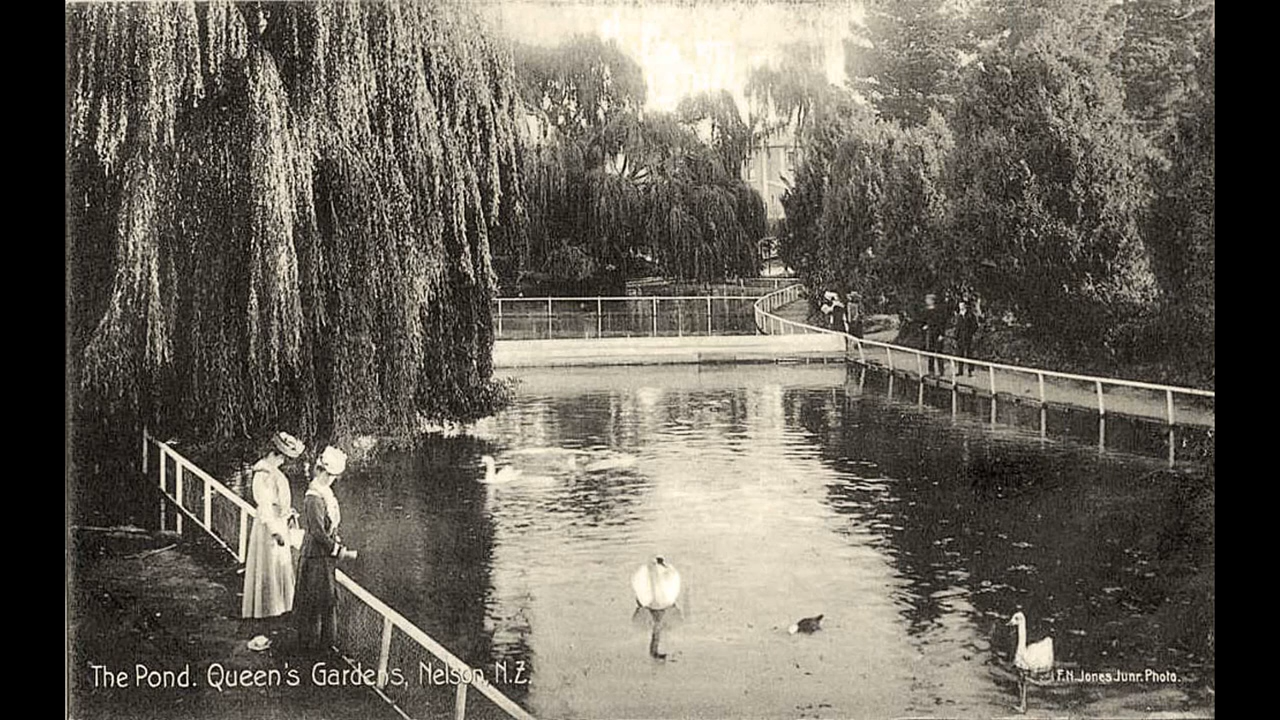 The Pond. Queen's Gardens, Nelson, N.Z.
F.N. Jones Junr. Photo.